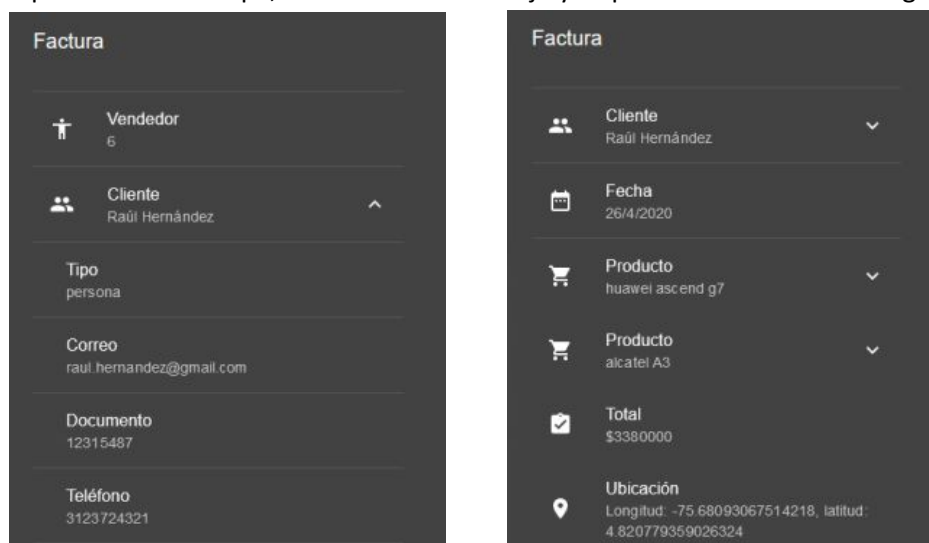 Factura
Vendedor
6
Cliente
Raúl Hernández
Tipo
persona
Correo
raul.hernandez@gmail.com
Documento
12315487
Teléfono
3123724321
Factura
Cliente
Raúl Hernández
Fecha
26/4/2020
Producto
huawei ascend g7
Producto
alcatel A3
Total
$3380000
Ubicación
Longitud: -75.68093067514218, latitud:
4.820779359026324